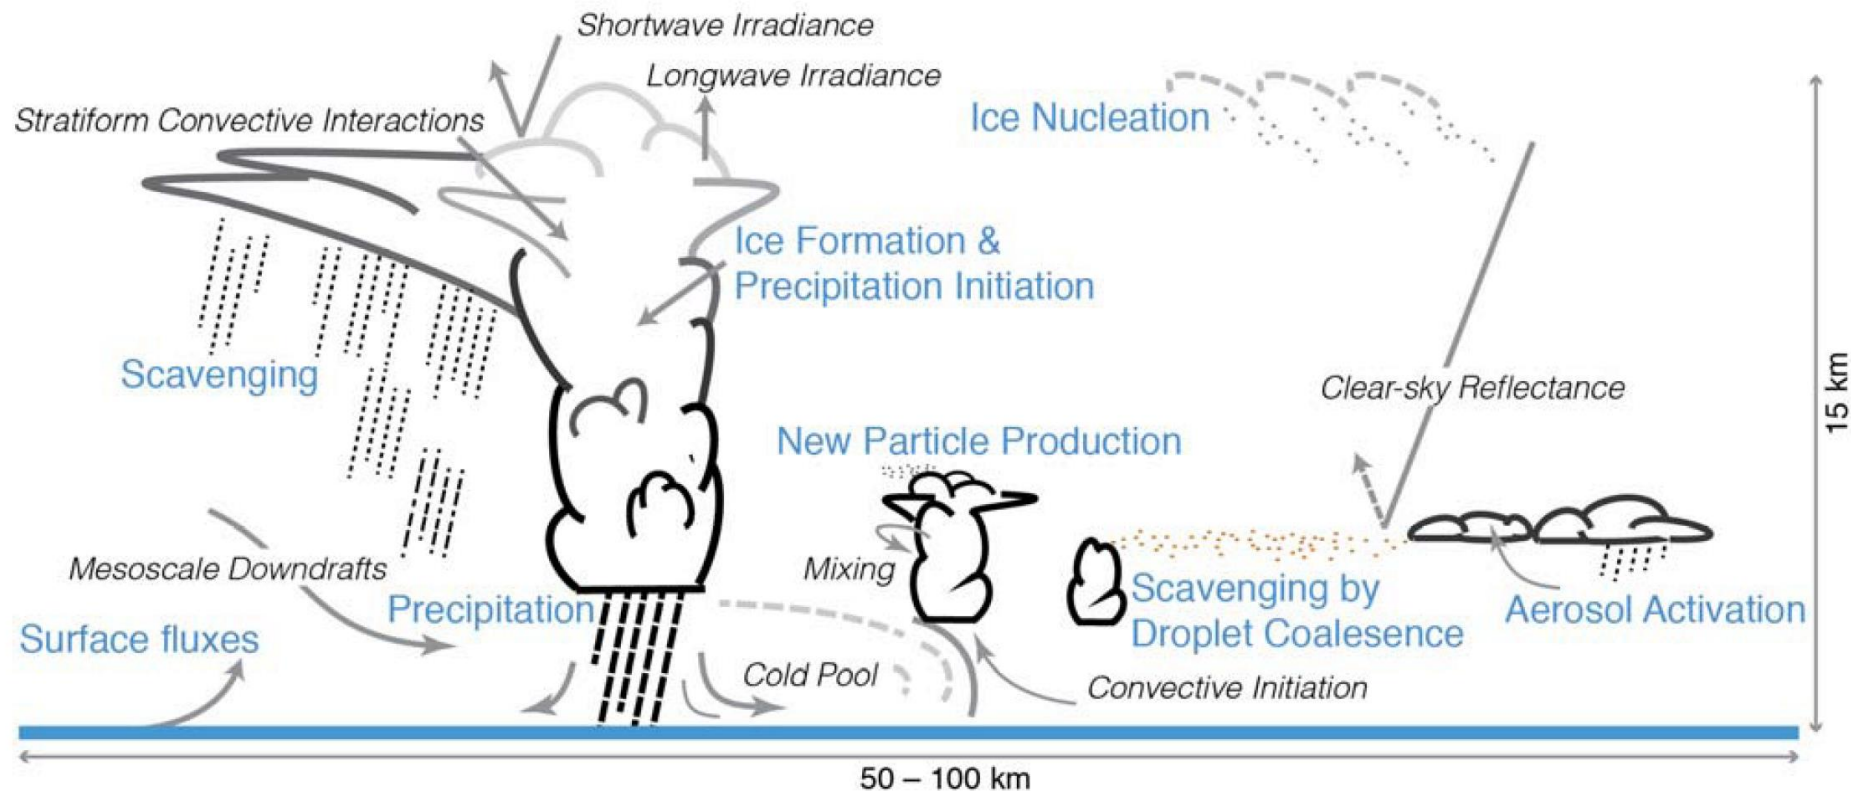 Shortwave Irradiance
Longwave Irradiance
Stratiform Convective Interactions
Ice Nucleation
Ice Formation &
Precipitation Initiation
Scavenging
Clear-sky Reflectance
15 km
New Particle Production
Mesoscale Downdrafts
Mixing
Precipitation
Scavenging by
Droplet Coalesence
Aerosol Activation
Surface fluxes
Cold Pool
Convective Initiation
50 – 100 km